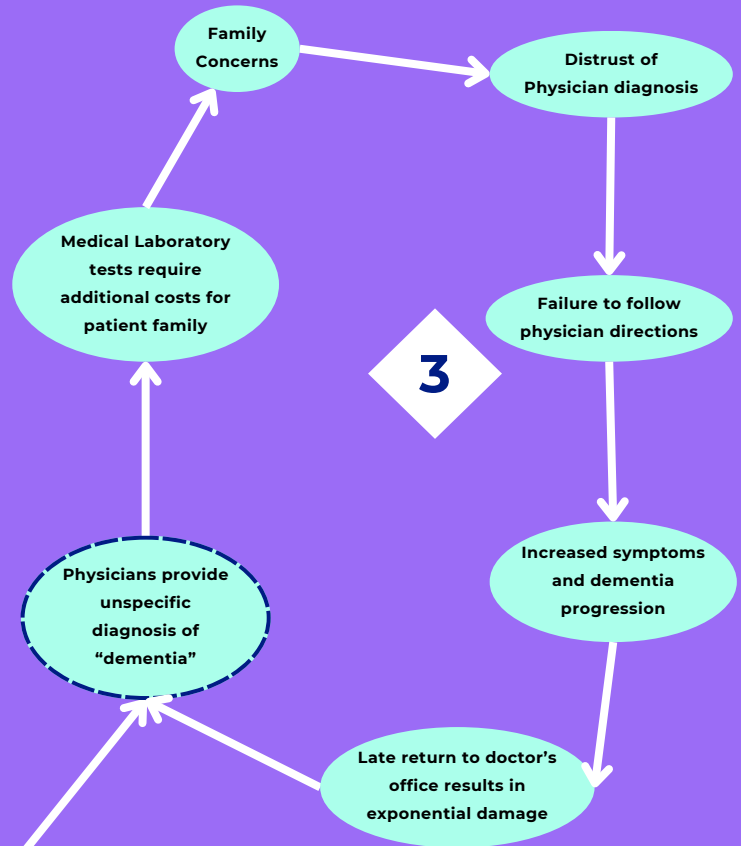 Family
Concerns
Distrust of
Physician diagnosis
Medical Laboratory
tests require
additional costs for
patient family
Failure to follow
physician directions
3
Increased symptoms
and dementia
progression
Physicians provide
unspecific
diagnosis of
“dementia”
Late return to doctor’s
office results in
exponential damage